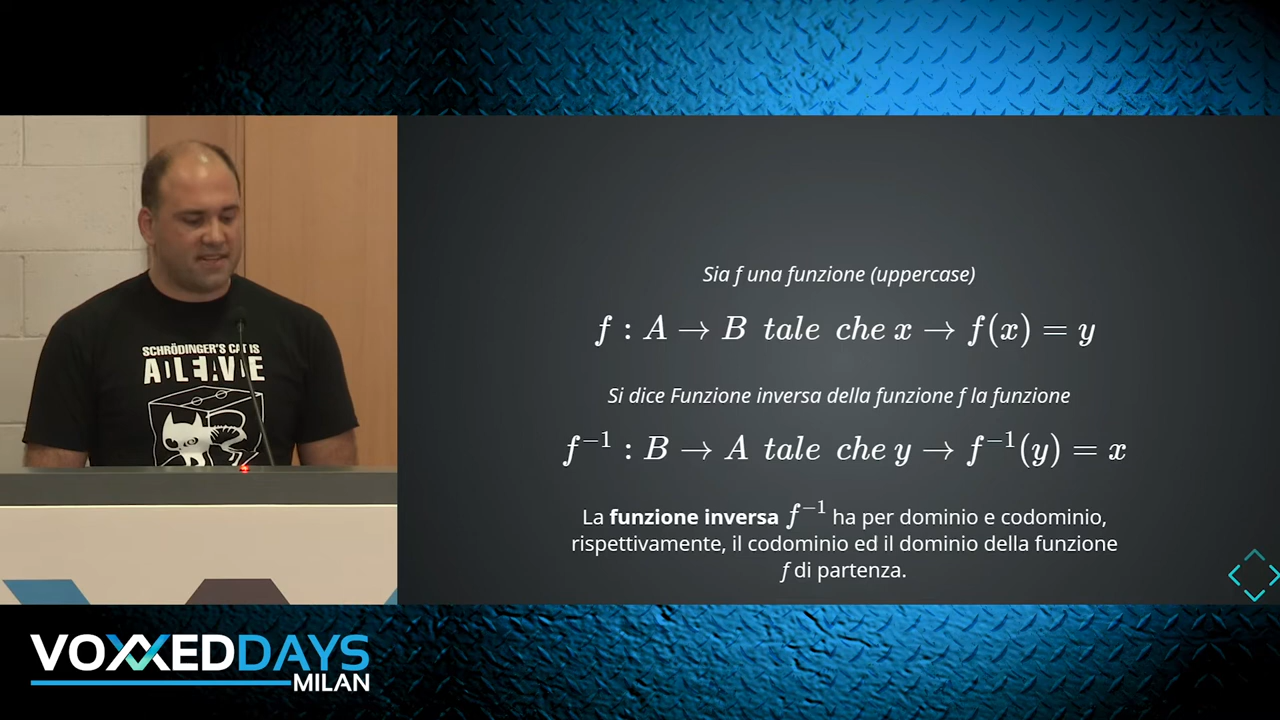 SCHRÖDINGER'S CAT IS
Sia f una funzione (uppercase)
f : A → B tale che x → f(x) = y
Si dice Funzione inversa della funzione f la funzione
f⁻¹ : B → A tale che y → f⁻¹(y) = x
La funzione inversa f⁻¹ ha per dominio e codominio,
rispettivamente, il codominio ed il dominio della funzione
f di partenza.
VOXXEDDAYS
MILAN